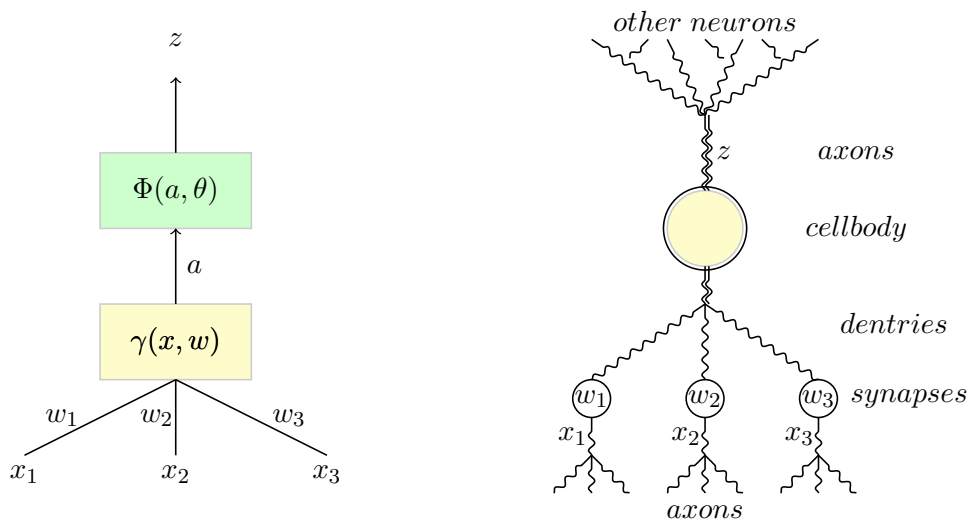 z
Φ(a, θ)
a
γ(x, w)
w₁ w₂ w₃
x₁ x₂ x₃
other neurons
z
axons
cellbody
dentries
w₁ w₂ w₃ synapses
x₁ x₂ x₃
axons